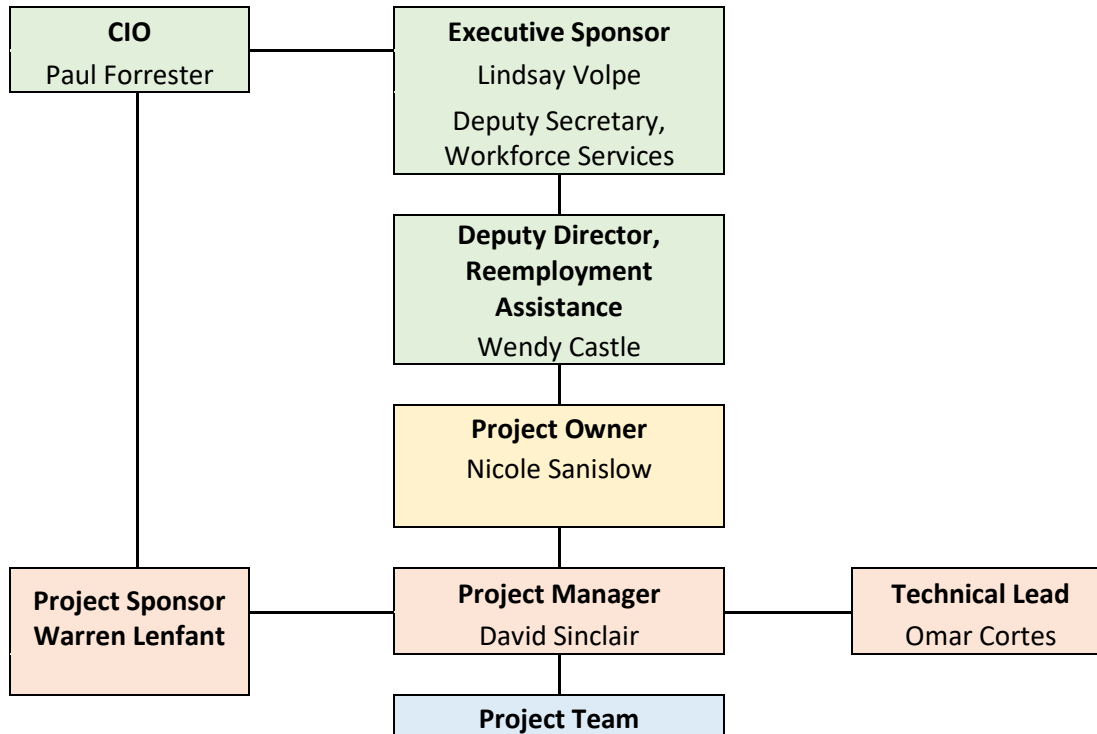 CIO
Paul Forrester
Executive Sponsor
Lindsay Volpe
Deputy Secretary,
Workforce Services
Deputy Director,
Reemployment
Assistance
Wendy Castle
Project Owner
Nicole Sanislow
Project Sponsor
Warren Lenfant
Project Manager
David Sinclair
Technical Lead
Omar Cortes
Project Team